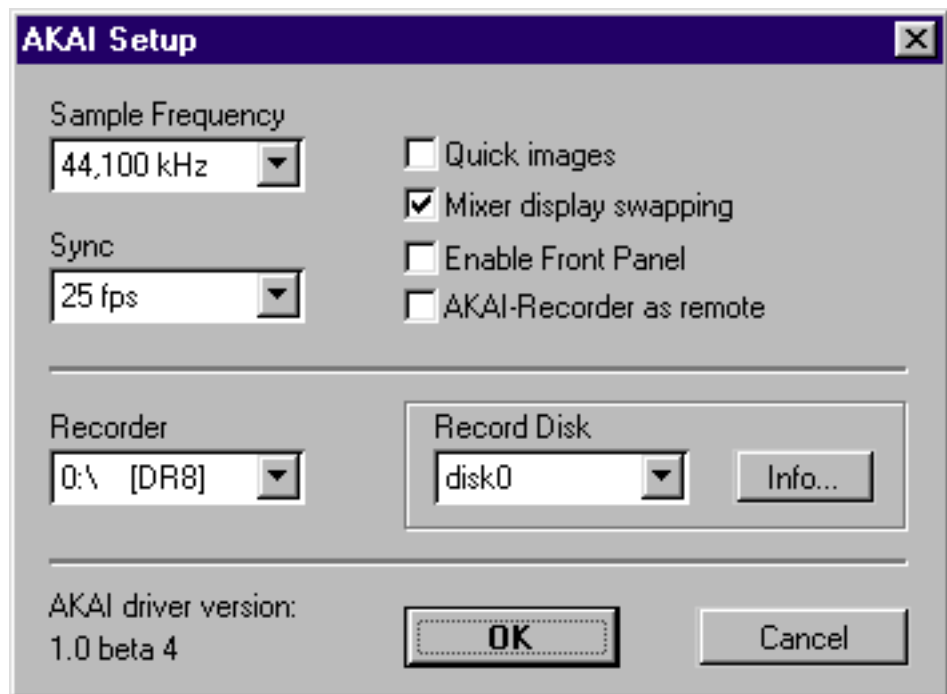 AKAI Setup
Sample Frequency
44,100 kHz
Sync
25 fps
Quick images
Mixer display swapping
Enable Front Panel
AKAI-Recorder as remote
Recorder
0:\ [DR8]
Record Disk
disk0
Info...
AKAI driver version:
1.0 beta 4
OK
Cancel